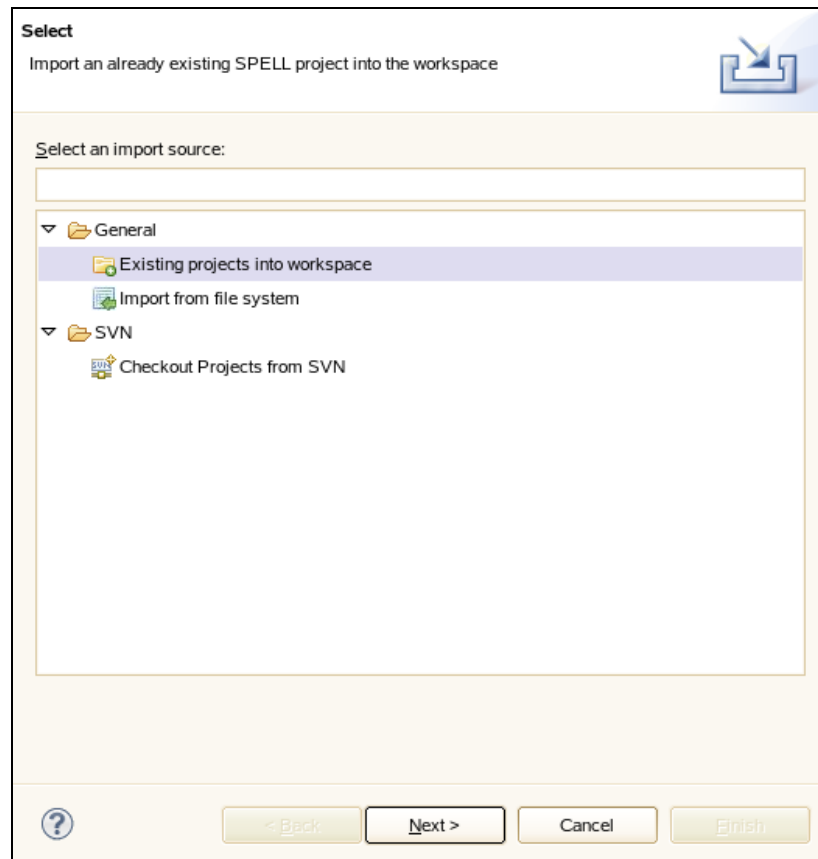 Select
Import an already existing SPELL project into the workspace
Select an import source:
General
Existing projects into workspace
Import from file system
SVN
SVN
Checkout Projects from SVN
?
< Back
Next >
Cancel
Finish